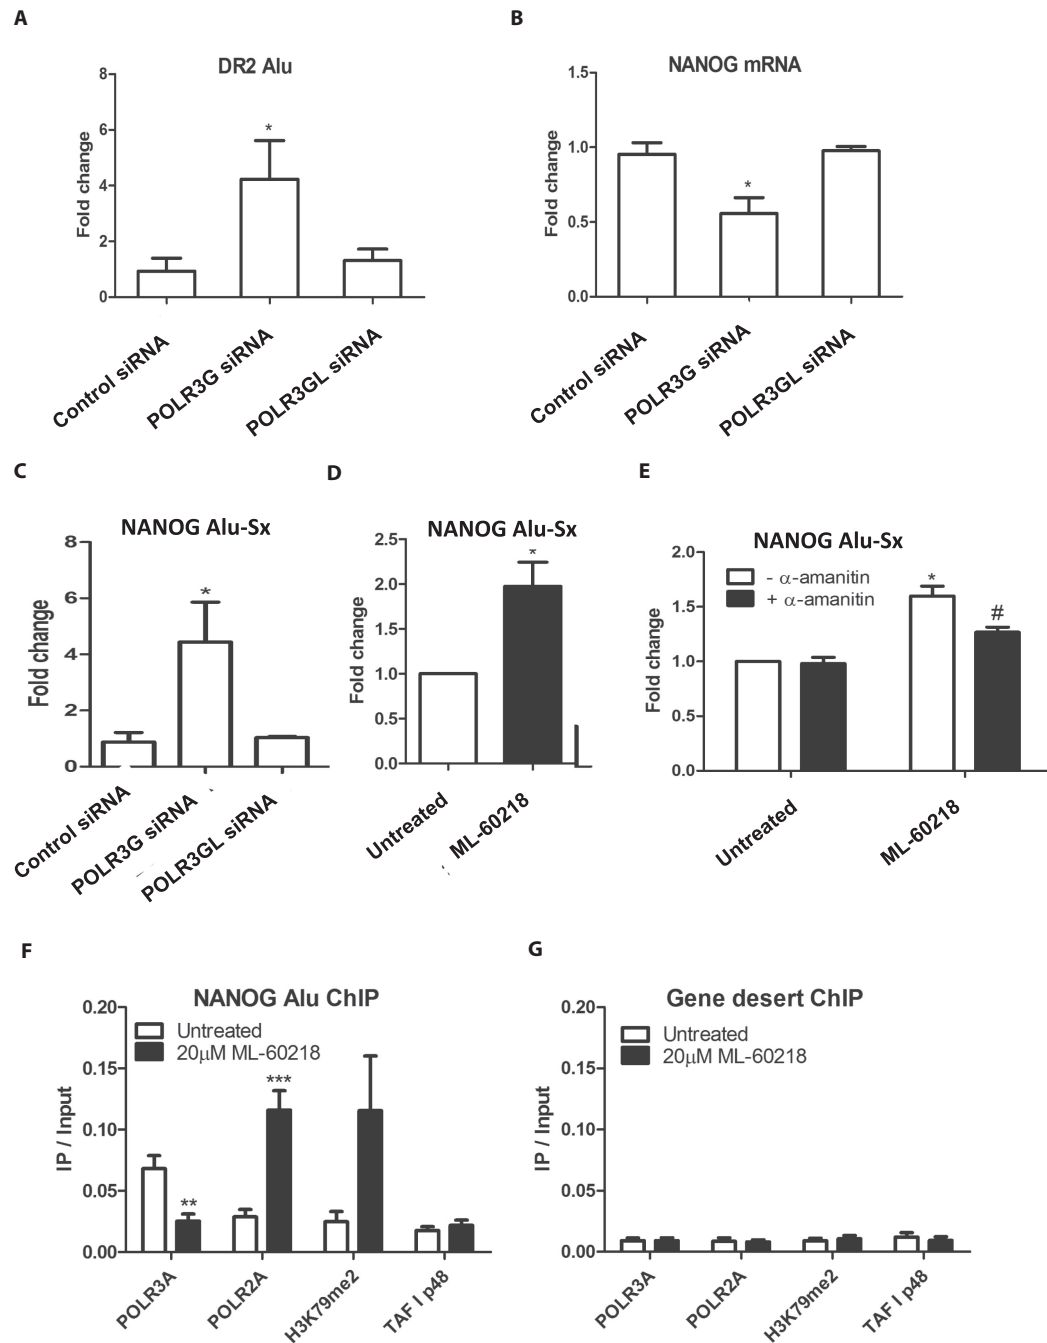 A
DR2 Alu
Fold change
8
6
4
2
0
*
Control siRNA
POLR3G siRNA
POLR3GL siRNA
B
NANOG mRNA
Fold change
1.5
1.0
0.5
0.0
*
Control siRNA
POLR3G siRNA
POLR3GL siRNA
C
NANOG Alu-Sx
Fold change
8
6
4
2
0
*
Control siRNA
POLR3G siRNA
POLR3GL siRNA
D
NANOG Alu-Sx
Fold change
2.5
2.0
1.5
1.0
0.5
0.0
*
Untreated
ML-60218
E
NANOG Alu-Sx
Fold change
2.0
1.5
1.0
0.5
0.0
- α-amanitin
+ α-amanitin
*
#
Untreated
ML-60218
F
NANOG Alu ChIP
IP / Input
0.20
0.15
0.10
0.05
0.00
Untreated
20μM ML-60218
**
***
POLR3A
POLR2A
H3K79me2
TAF I p48
G
Gene desert ChIP
IP / Input
0.20
0.15
0.10
0.05
0.00
Untreated
20μM ML-60218
POLR3A
POLR2A
H3K79me2
TAF I p48